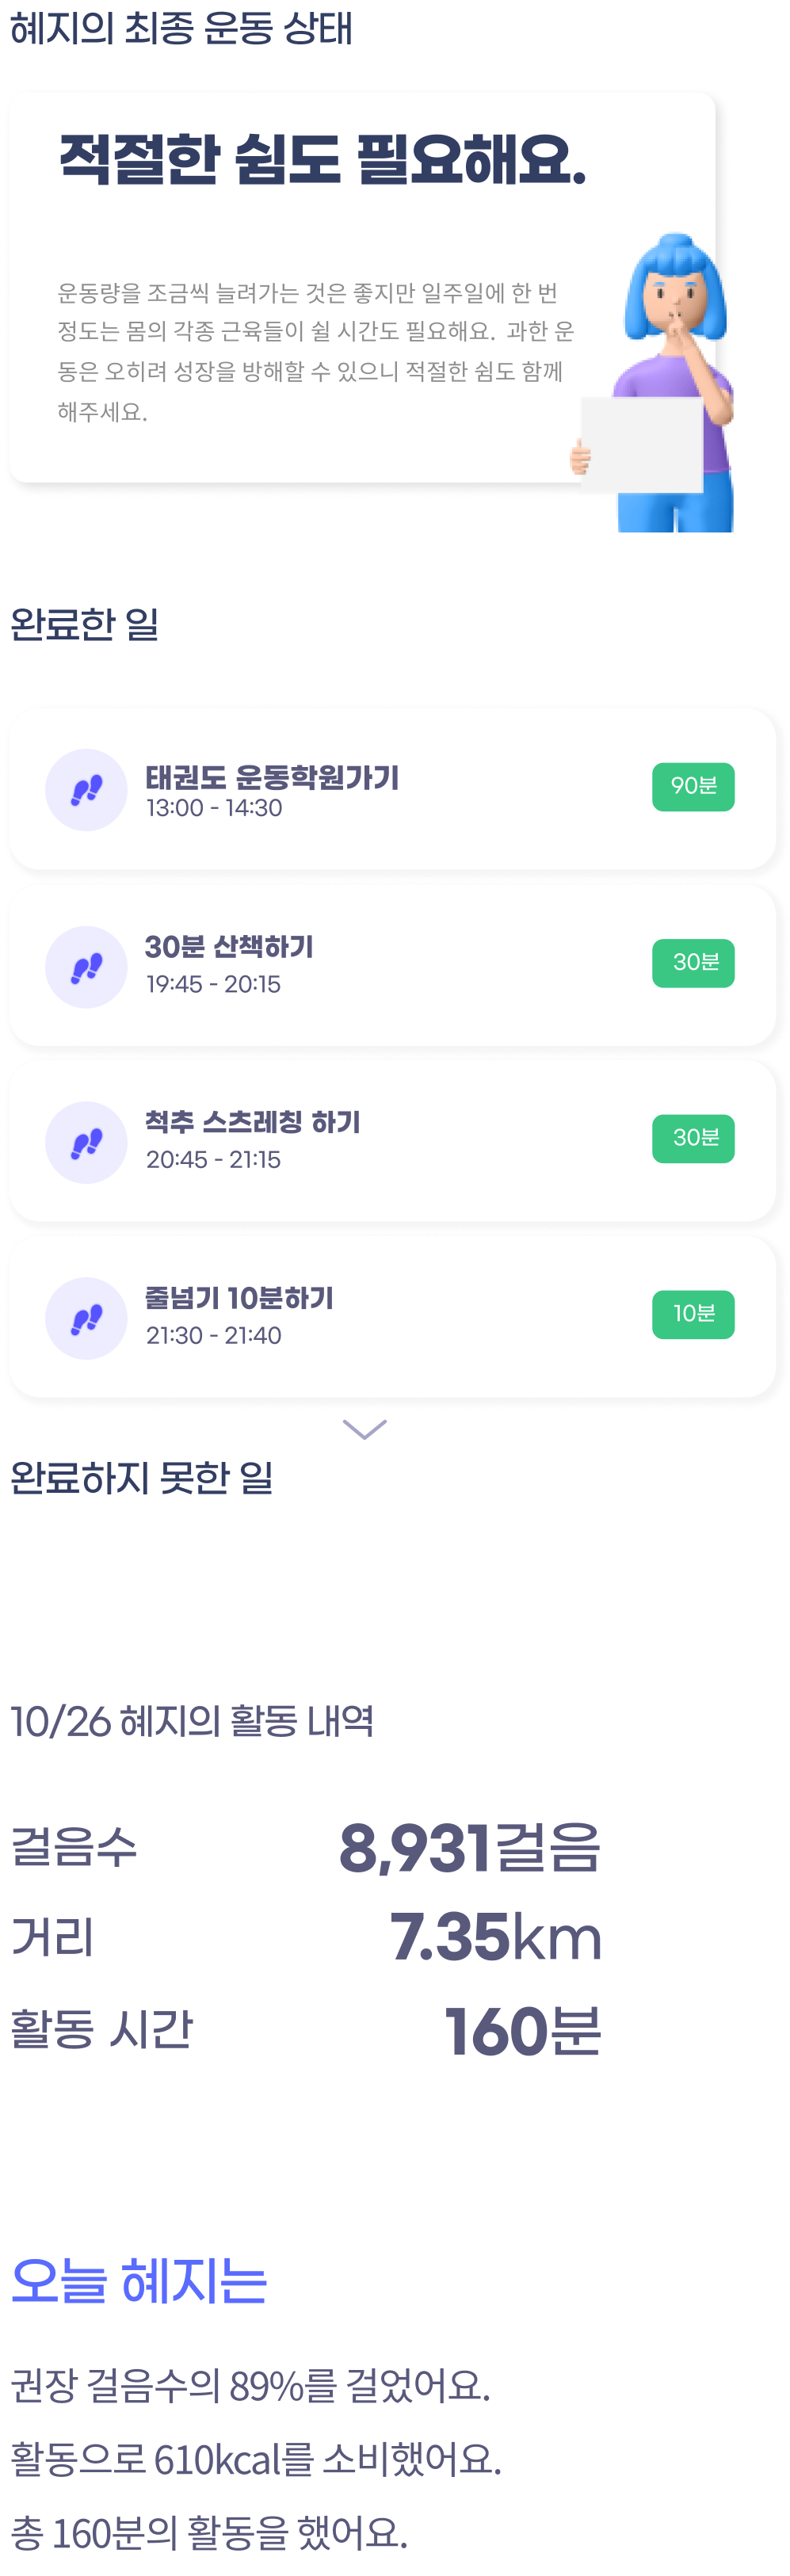 혜지의 최종 운동 상태
적절한 쉼도 필요해요.
운동량을 조금씩 늘려가는 것은 좋지만 일주일에 한 번
정도는 몸의 각종 근육들이 쉴 시간도 필요해요. 과한 운
동은 오히려 성장을 방해할 수 있으니 적절한 쉼도 함께
해주세요.
완료한 일
태권도 운동학원가기
13:00 - 14:30
90분
30분 산책하기
19:45 - 20:15
30분
척추 스츠레칭 하기
20:45 - 21:15
30분
줄넘기 10분하기
21:30 - 21:40
10분
완료하지 못한 일
10/26 혜지의 활동 내역
걸음수 8,931걸음
거리 7.35km
활동 시간 160분
오늘 혜지는
권장 걸음수의 89%를 걸었어요.
활동으로 610kcal를 소비했어요.
총 160분의 활동을 했어요.